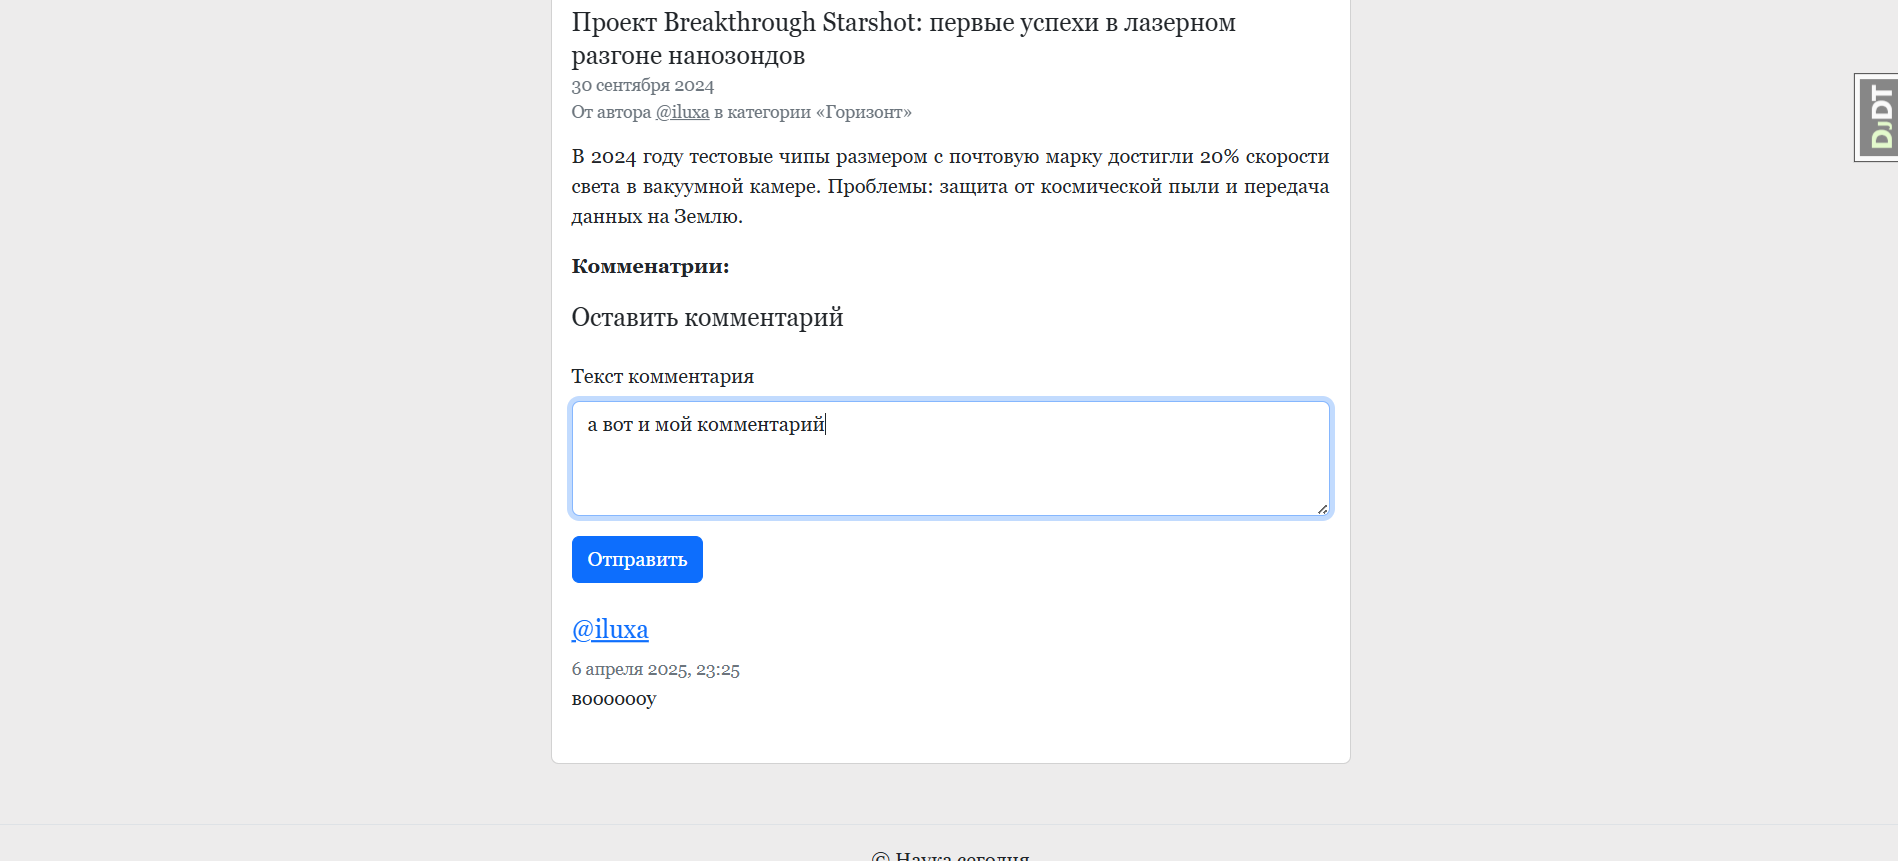 Проект Breakthrough Starshot: первые успехи в лазерном
разгоне нанозондов
30 сентября 2024
От автора @iluxa в категории «Горизонт»
В 2024 году тестовые чипы размером с почтовую марку достигли 20% скорости
света в вакуумной камере. Проблемы: защита от космической пыли и передача
данных на Землю.
Комменатрии:
Оставить комментарий
Текст комментария
а вот и мой комментарий
Отправить
@iluxa
6 апреля 2025, 23:25
вооооооу
© Наука сегодня
DjDT